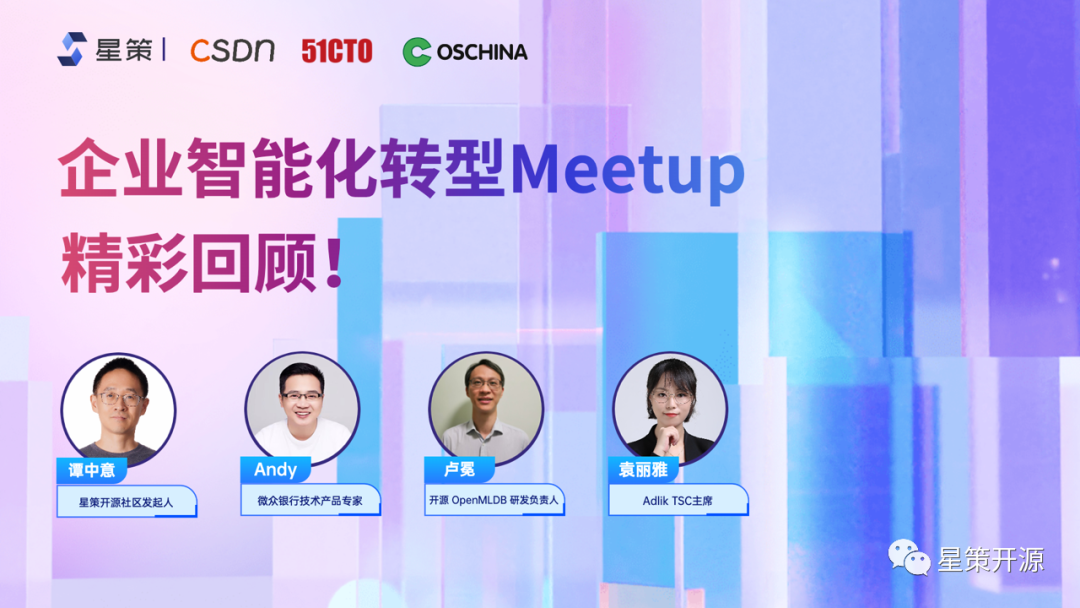 星策 CSDN 51CTO OSCHINA
企业智能化转型Meetup
精彩回顾！
谭中意
星策开源社区发起人
Andy
微众银行技术产品专家
卢冕
开源 OpenMLDB 研发负责人
袁丽雅
Adlik TSC主席
星策开源